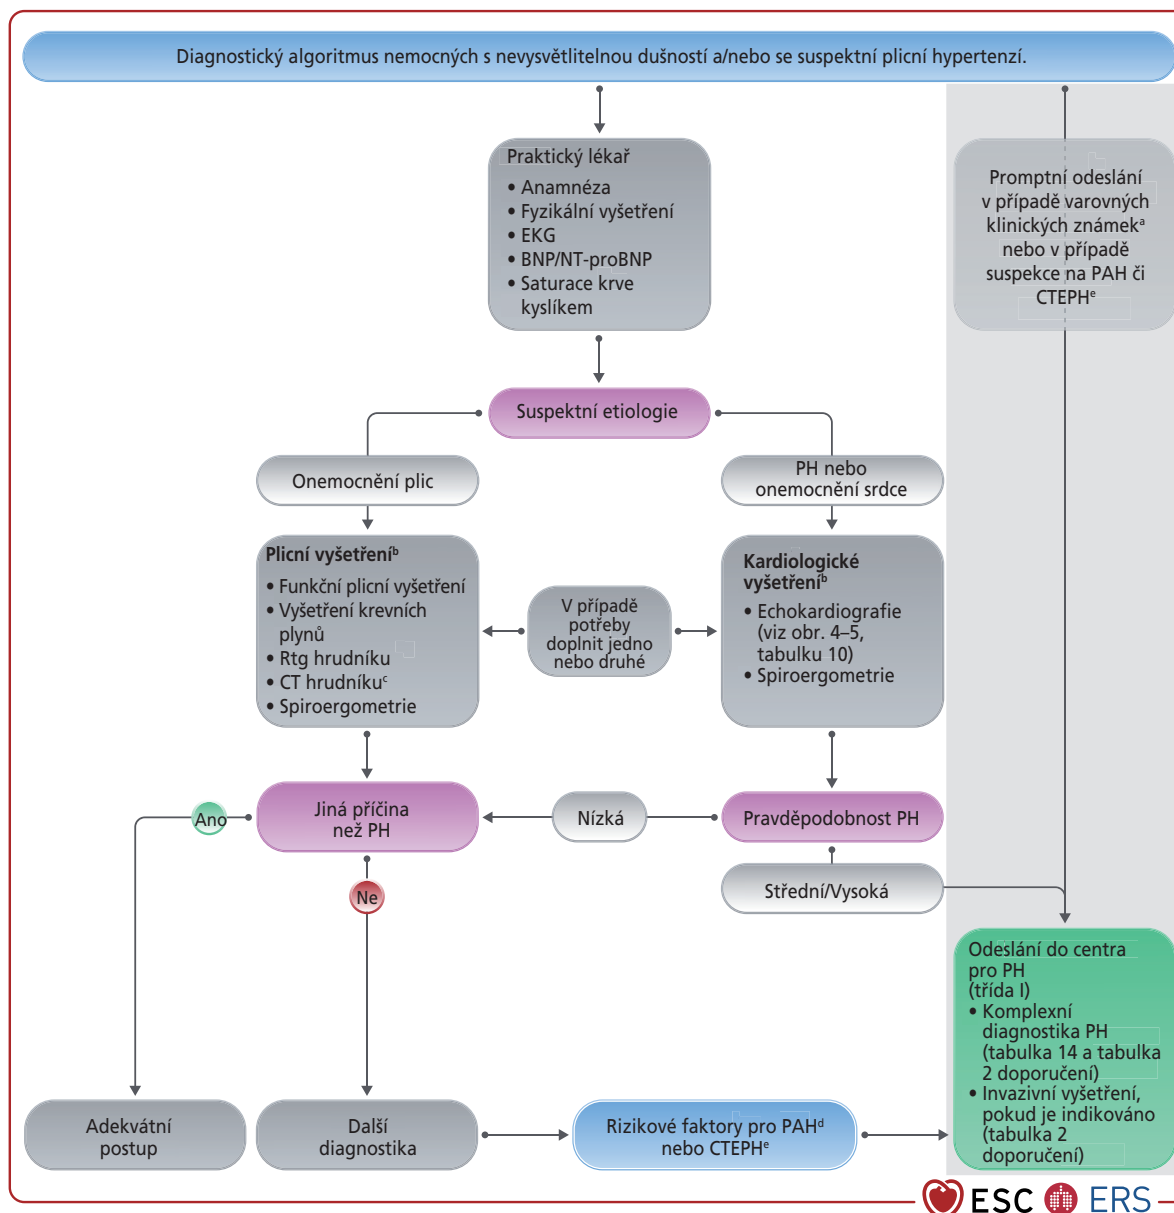 Diagnostický algoritmus nemocných s nevysvětlitelnou dušností a/nebo se suspektní plicní hypertenzí.
Praktický lékař
• Anamnéza
• Fyzikální vyšetření
• EKG
• BNP/NT-proBNP
• Saturace krve
kyslíkem
Promptní odeslání
v případě varovných
klinických známekᵃ
nebo v případě
suspekce na PAH či
CTEPHᵉ
Suspektní etiologie
Onemocnění plic
PH nebo
onemocnění srdce
Plicní vyšetřeníᵇ
• Funkční plicní vyšetření
• Vyšetření krevních
plynů
• Rtg hrudníku
• CT hrudníkuᶜ
• Spiroergometrie
V případě
potřeby
doplnit jedno
nebo druhé
Kardiologické
vyšetřeníᵇ
• Echokardiografie
(viz obr. 4–5,
tabulku 10)
• Spiroergometrie
Ano
Jiná příčina
než PH
Nízká
Pravděpodobnost PH
Ne
Střední/Vysoká
Odeslání do centra
pro PH
(třída I)
• Komplexní
diagnostika PH
(tabulka 14 a tabulka
2 doporučení)
• Invazivní vyšetření,
pokud je indikováno
(tabulka 2
doporučení)
Adekvátní
postup
Další
diagnostika
Rizikové faktory pro PAHᵈ
nebo CTEPHᵉ
ESC ERS